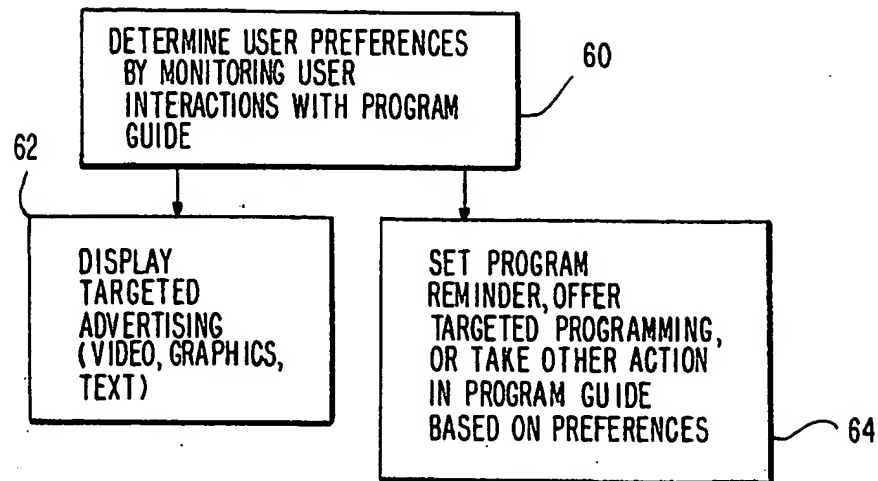 DETERMINE USER PREFERENCES
BY MONITORING USER
INTERACTIONS WITH PROGRAM
GUIDE
60
62
DISPLAY
TARGETED
ADVERTISING
(VIDEO, GRAPHICS,
TEXT)
SET PROGRAM
REMINDER, OFFER
TARGETED PROGRAMMING,
OR TAKE OTHER ACTION
IN PROGRAM GUIDE
BASED ON PREFERENCES
64